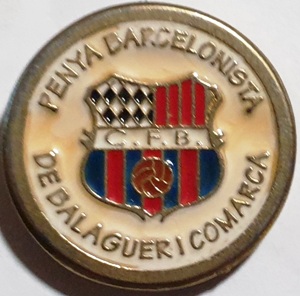 PENYA BARCELONISTA
C.F.B.
DE BALAGUER I COMARCA